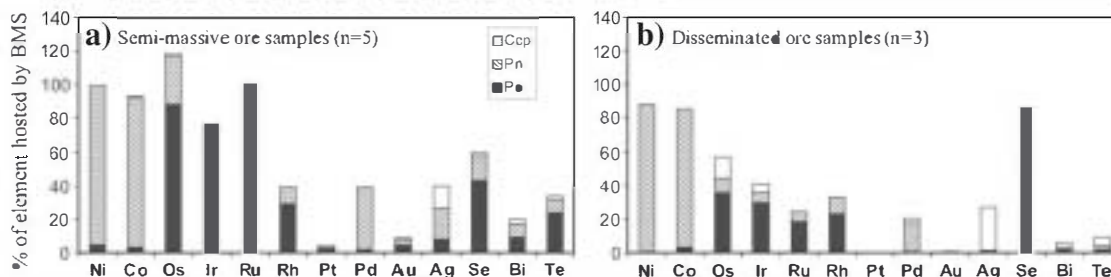 % of element hosted by BMS
140
120
100
80
60
40
20
0
a) Semi-massive ore samples (n=5)
Ccp
Pn
Po
Ni Co Os Ir Ru Rh Pt Pd Au Ag Se Bi Te
140
120
100
80
60
40
20
0
b) Disseminated ore samples (n=3)
Ni Co Os Ir Ru Rh Pt Pd Au Ag Se Bi Te